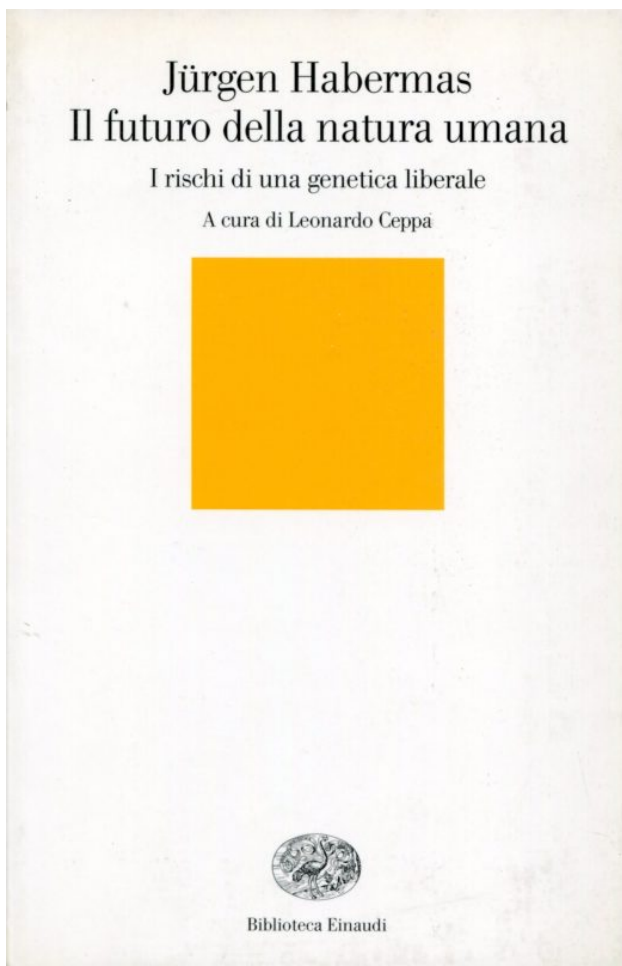 Jürgen Habermas
Il futuro della natura umana
I rischi di una genetica liberale
A cura di Leonardo Ceppa
Biblioteca Einaudi